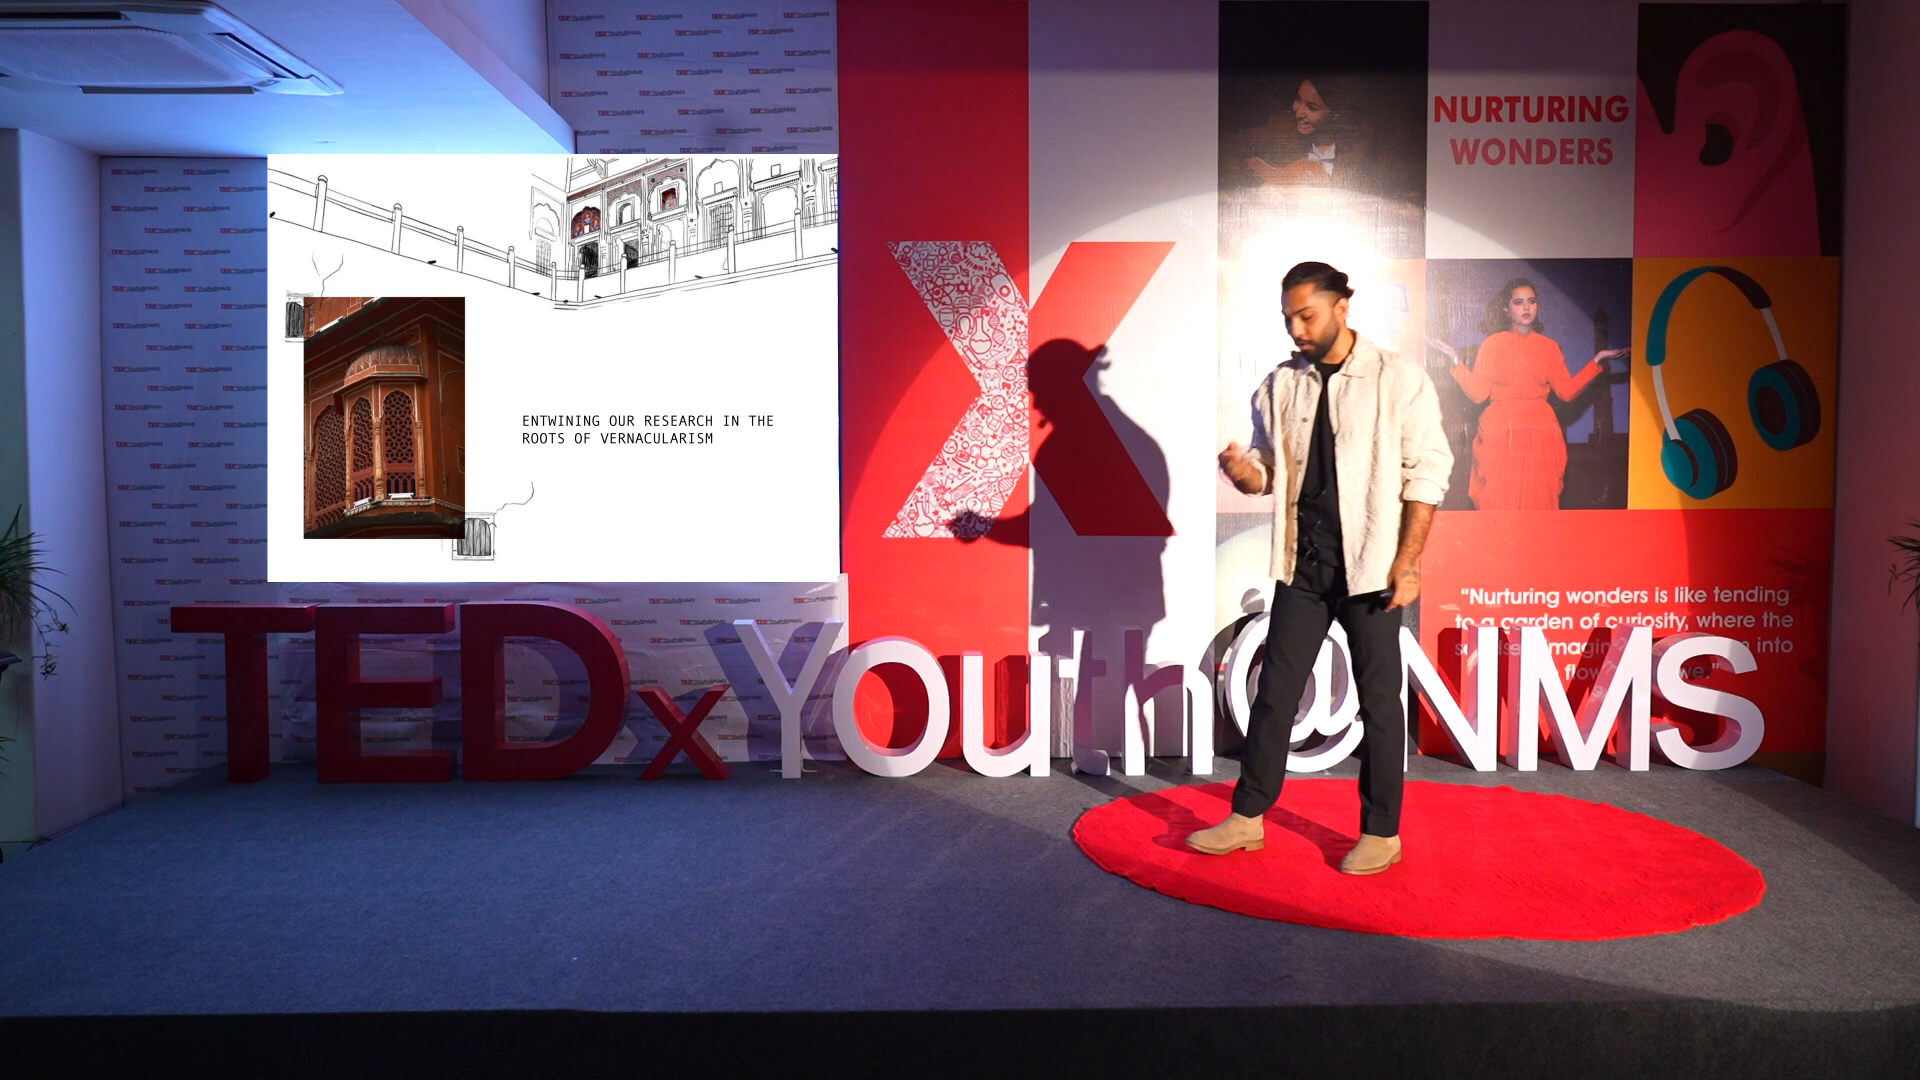 ENTWINING OUR RESEARCH IN THE
ROOTS OF VERNACULARISM
NURTURING
WONDERS
X
“Nurturing wonders is like tending
to a garden of curiosity, where the
into
TEDxYouth@NMS